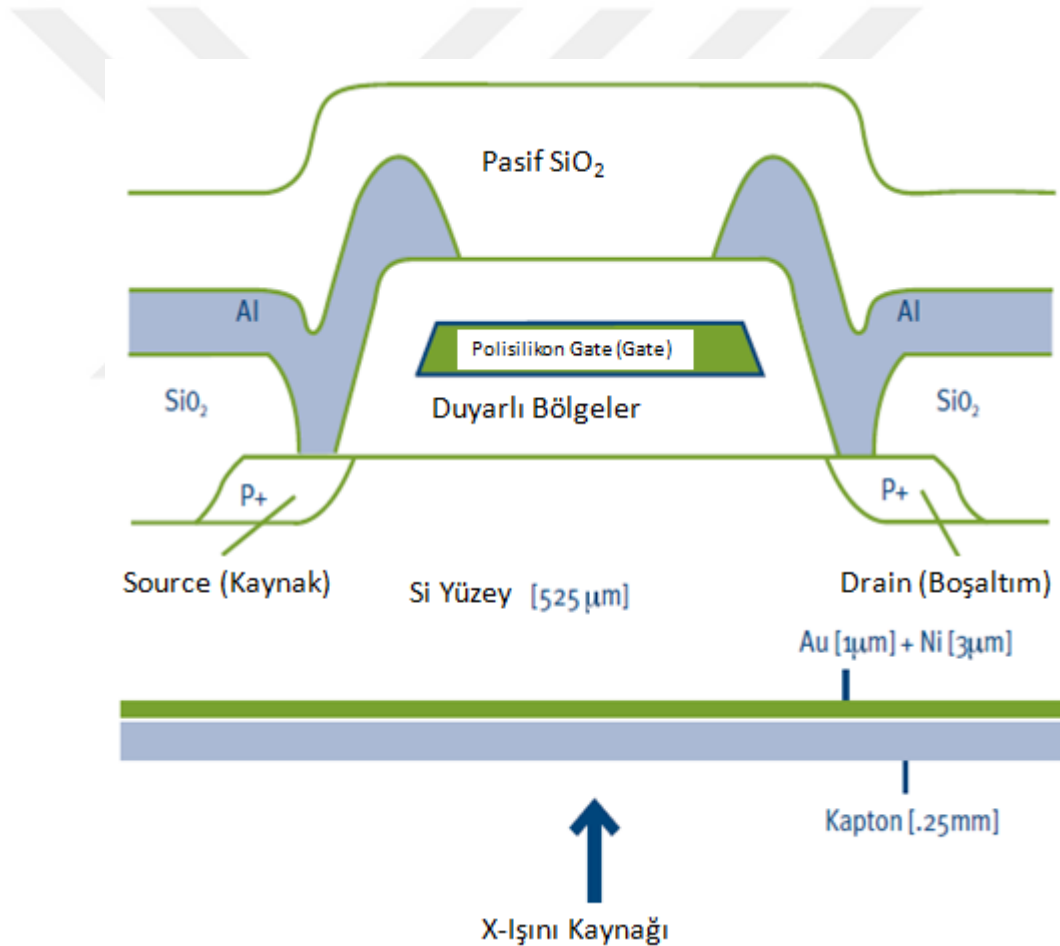 Pasif SiO₂
Al
Al
Polisilikon Gate (Gate)
SiO₂
Duyarlı Bölgeler
SiO₂
P+
P+
Source (Kaynak)
Si Yüzey [525 µm]
Drain (Boşaltım)
Au [1µm] + Ni [3µm]
Kapton [.25mm]
X-Işını Kaynağı